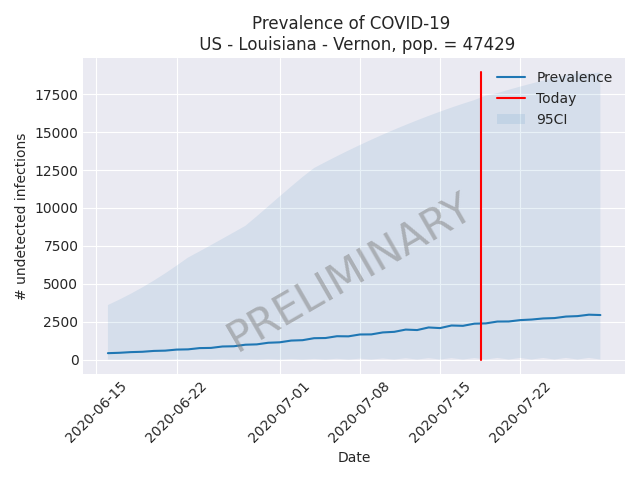 Prevalence of COVID-19
US - Louisiana - Vernon, pop. = 47429
# undetected infections
17500
15000
12500
10000
7500
5000
2500
0
Prevalence
Today
95CI
PRELIMINARY
2020-06-15
2020-06-22
2020-07-01
2020-07-08
2020-07-15
2020-07-22
Date